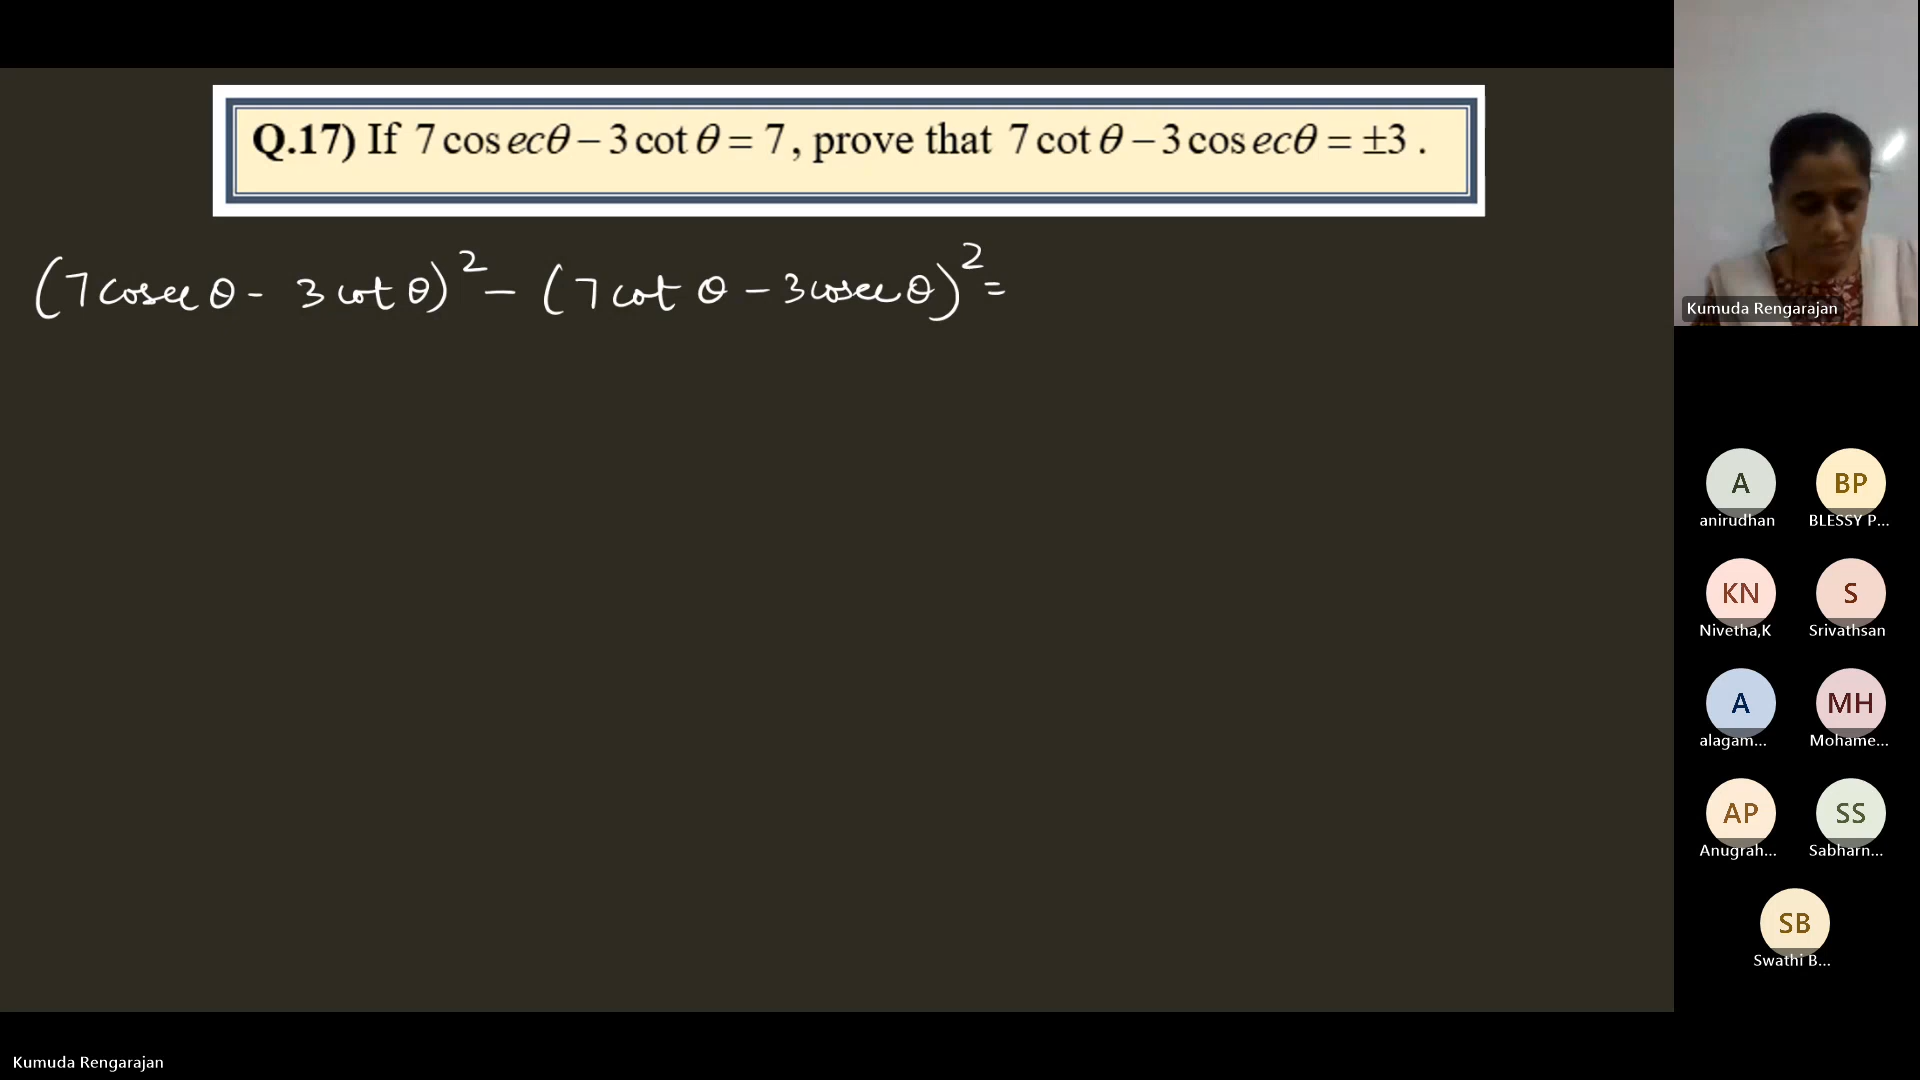 Q.17) If 7 cos ecθ − 3 cot θ = 7, prove that 7 cot θ − 3 cos ecθ = ±3 .
(7 cosec θ - 3 cot θ)² − (7 cot θ − 3 cosec θ)² =
Kumuda Rengarajan
A BP
anirudhan BLESSY P...
KN S
Nivetha,K Srivathsan
A MH
alagam... Mohame...
AP SS
Anugrah... Sabharn...
SB
Swathi B...
Kumuda Rengarajan